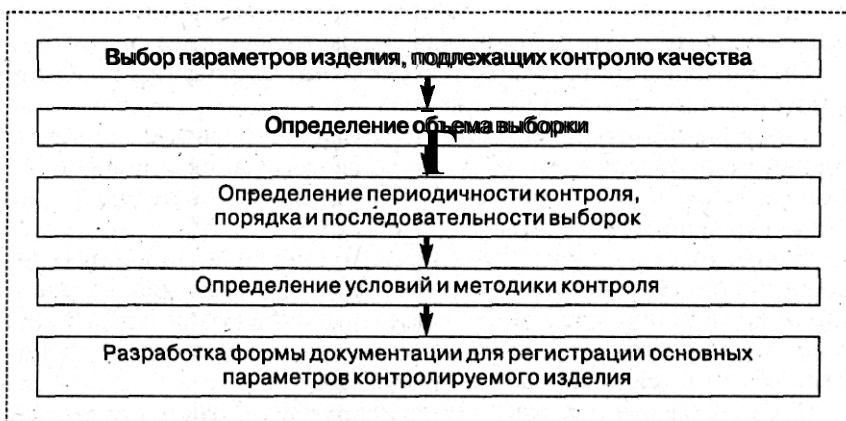 Выбор параметров изделия, подлежащих контролю качества
Определение объема выборки
Определение периодичности контроля,
порядка и последовательности выборок
Определение условий и методики контроля
Разработка формы документации для регистрации основных
параметров контролируемого изделия